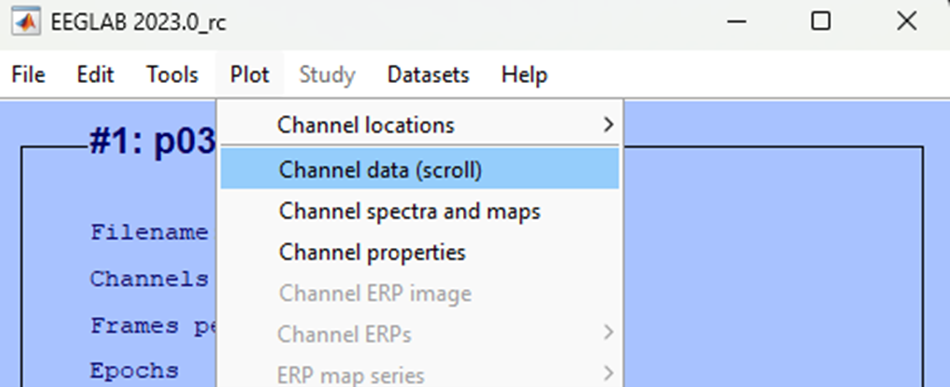 EEGLAB 2023.0_rc
File Edit Tools Plot Study Datasets Help
Channel locations
#1: p03
Channel data (scroll)
Channel spectra and maps
Filename
Channel properties
Channels
Channel ERP image
Frames
Channel ERPs
Epochs
ERP map series